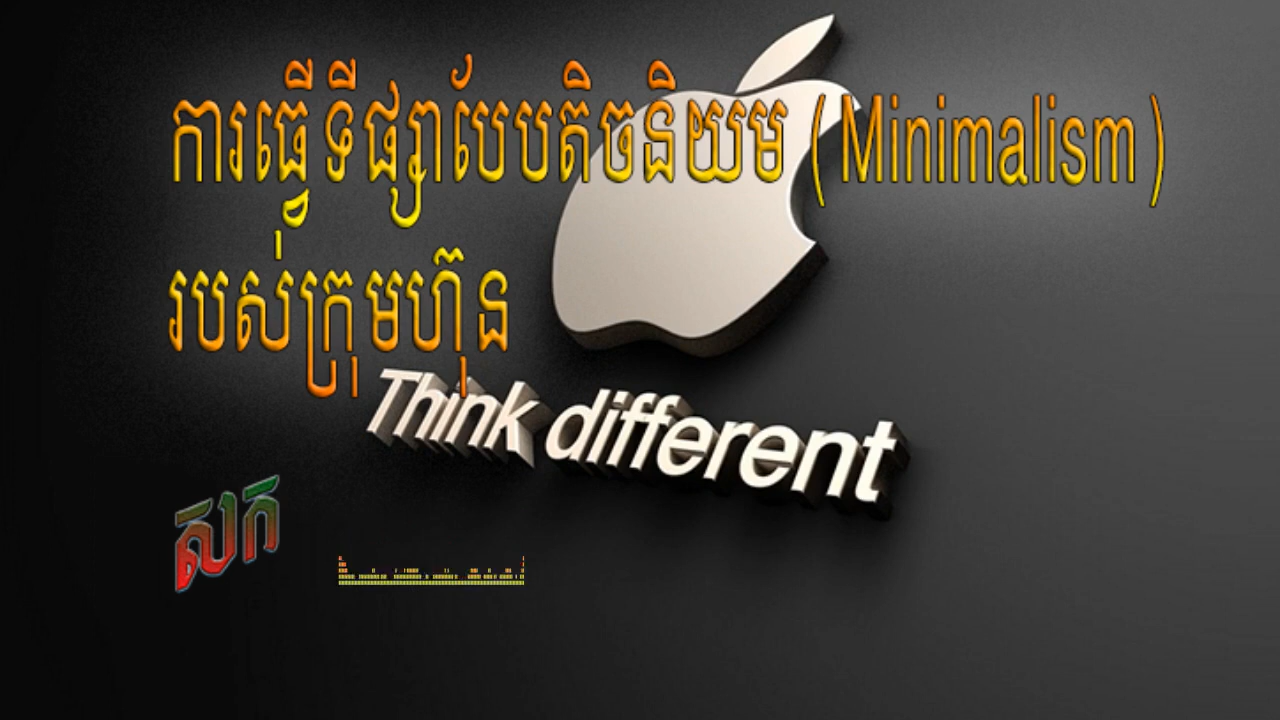 ការធ្វើទីផ្សាបែបតិចនិយម ( Minimalism )
របស់ក្រុមហ៊ុន
Think different
សក